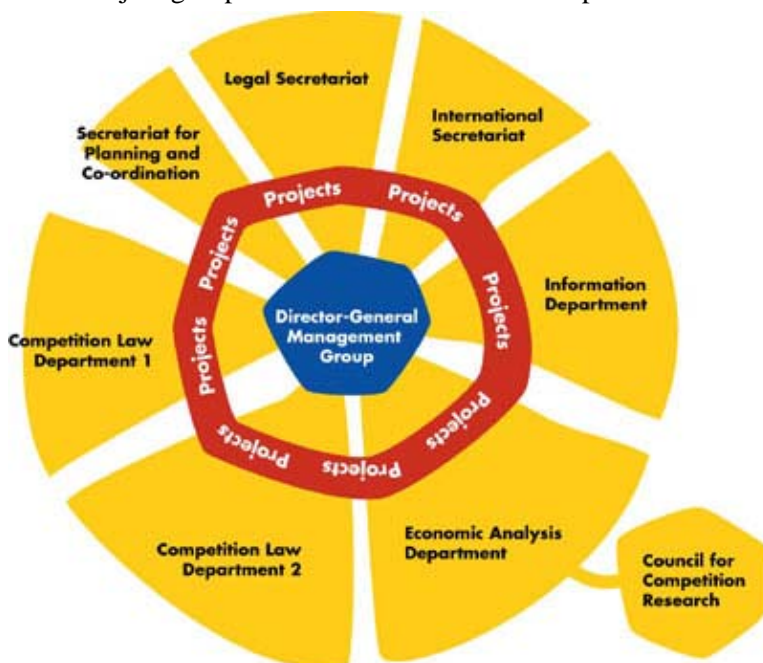 Legal Secretariat
International
Secretariat
Secretariat for
Planning and
Co-ordination
Projects
Projects
Projects
Projects
Information
Department
Director-General
Management
Group
Competition Law
Department 1
Projects
Projects
Projects
Projects
Economic Analysis
Department
Competition Law
Department 2
Council for
Competition
Research